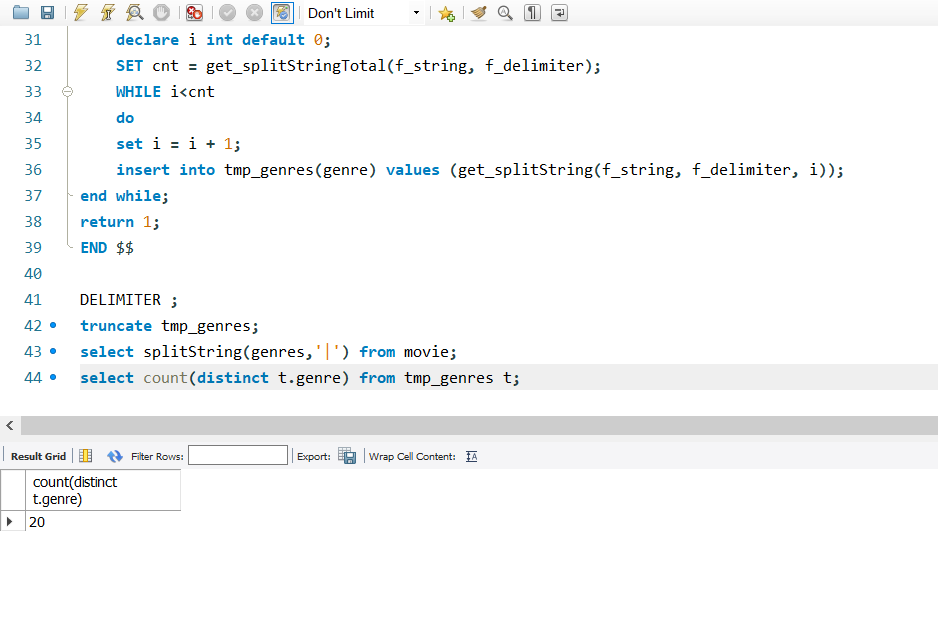 Don't Limit
31 declare i int default 0;
32 SET cnt = get_splitStringTotal(f_string, f_delimiter);
33 WHILE i<cnt
34 do
35 set i = i + 1;
36 insert into tmp_genres(genre) values (get_splitString(f_string, f_delimiter, i));
37 end while;
38 return 1;
39 END $$
40
41 DELIMITER ;
42 truncate tmp_genres;
43 select splitString(genres,'|') from movie;
44 select count(distinct t.genre) from tmp_genres t;
Result Grid Filter Rows: Export: Wrap Cell Content: IA
count(distinct
t.genre)
20